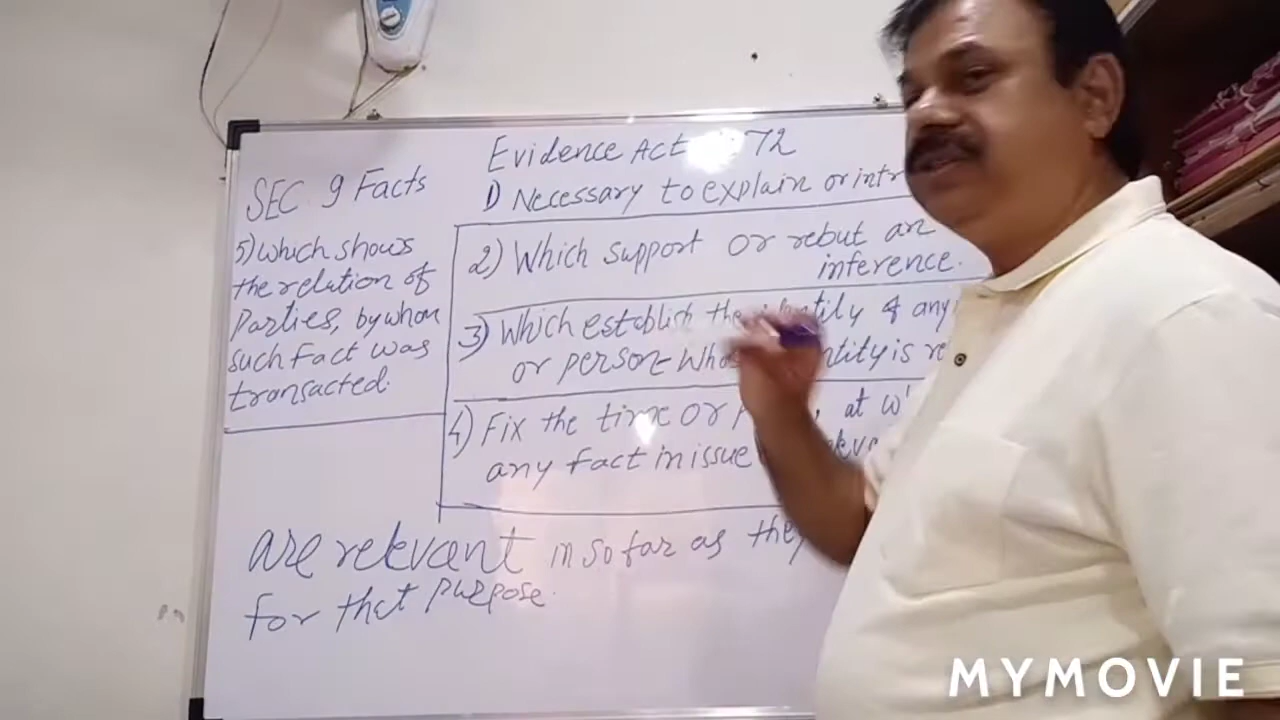 Evidence Act 72
SEC 9 Facts
1) Necessary to explain or intr
5) which shows
the relation of
Parties, by whom
such Fact was
transacted.
2) Which support or rebut an
inference.
3) Which establish the identity of any
or person whose identity is re
4) Fix the time or at
any fact in issue
are relevant in so far as they
for that purpose.
MYMOVIE